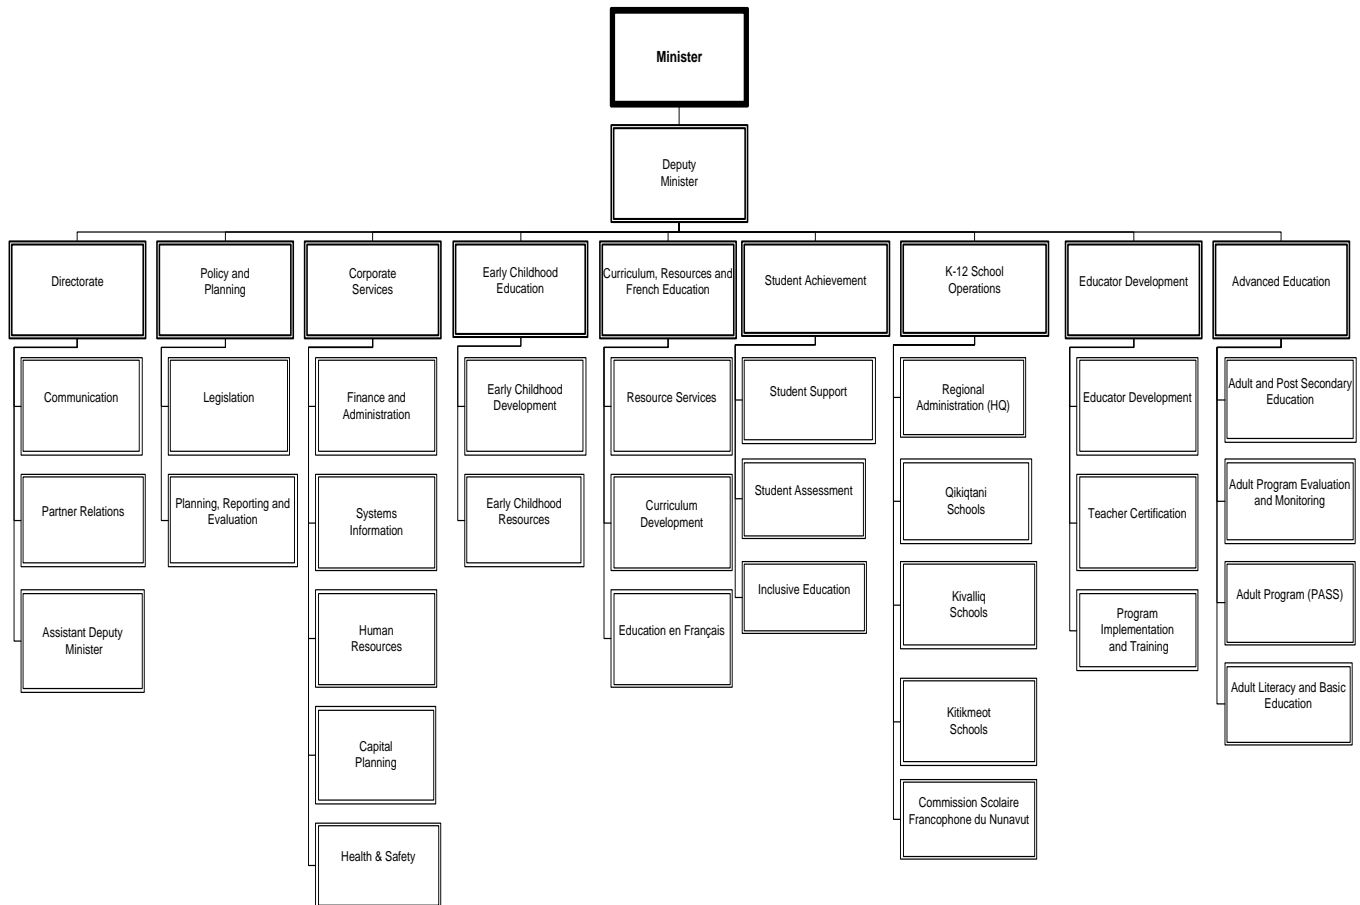 Minister
Deputy
Minister
Directorate
Policy and
Planning
Corporate
Services
Early Childhood
Education
Curriculum, Resources and
French Education
Student Achievement
K-12 School
Operations
Educator Development
Advanced Education
Communication
Partner Relations
Assistant Deputy
Minister
Legislation
Planning, Reporting and
Evaluation
Finance and
Administration
Systems
Information
Human
Resources
Capital
Planning
Health & Safety
Early Childhood
Development
Early Childhood
Resources
Resource Services
Curriculum
Development
Education en Français
Student Support
Student Assessment
Inclusive Education
Regional
Administration (HQ)
Qikiqtani
Schools
Kivalliq
Schools
Kitikmeot
Schools
Commission Scolaire
Francophone du Nunavut
Educator Development
Teacher Certification
Program
Implementation
and Training
Adult and Post Secondary
Education
Adult Program Evaluation
and Monitoring
Adult Program (PASS)
Adult Literacy and Basic
Education